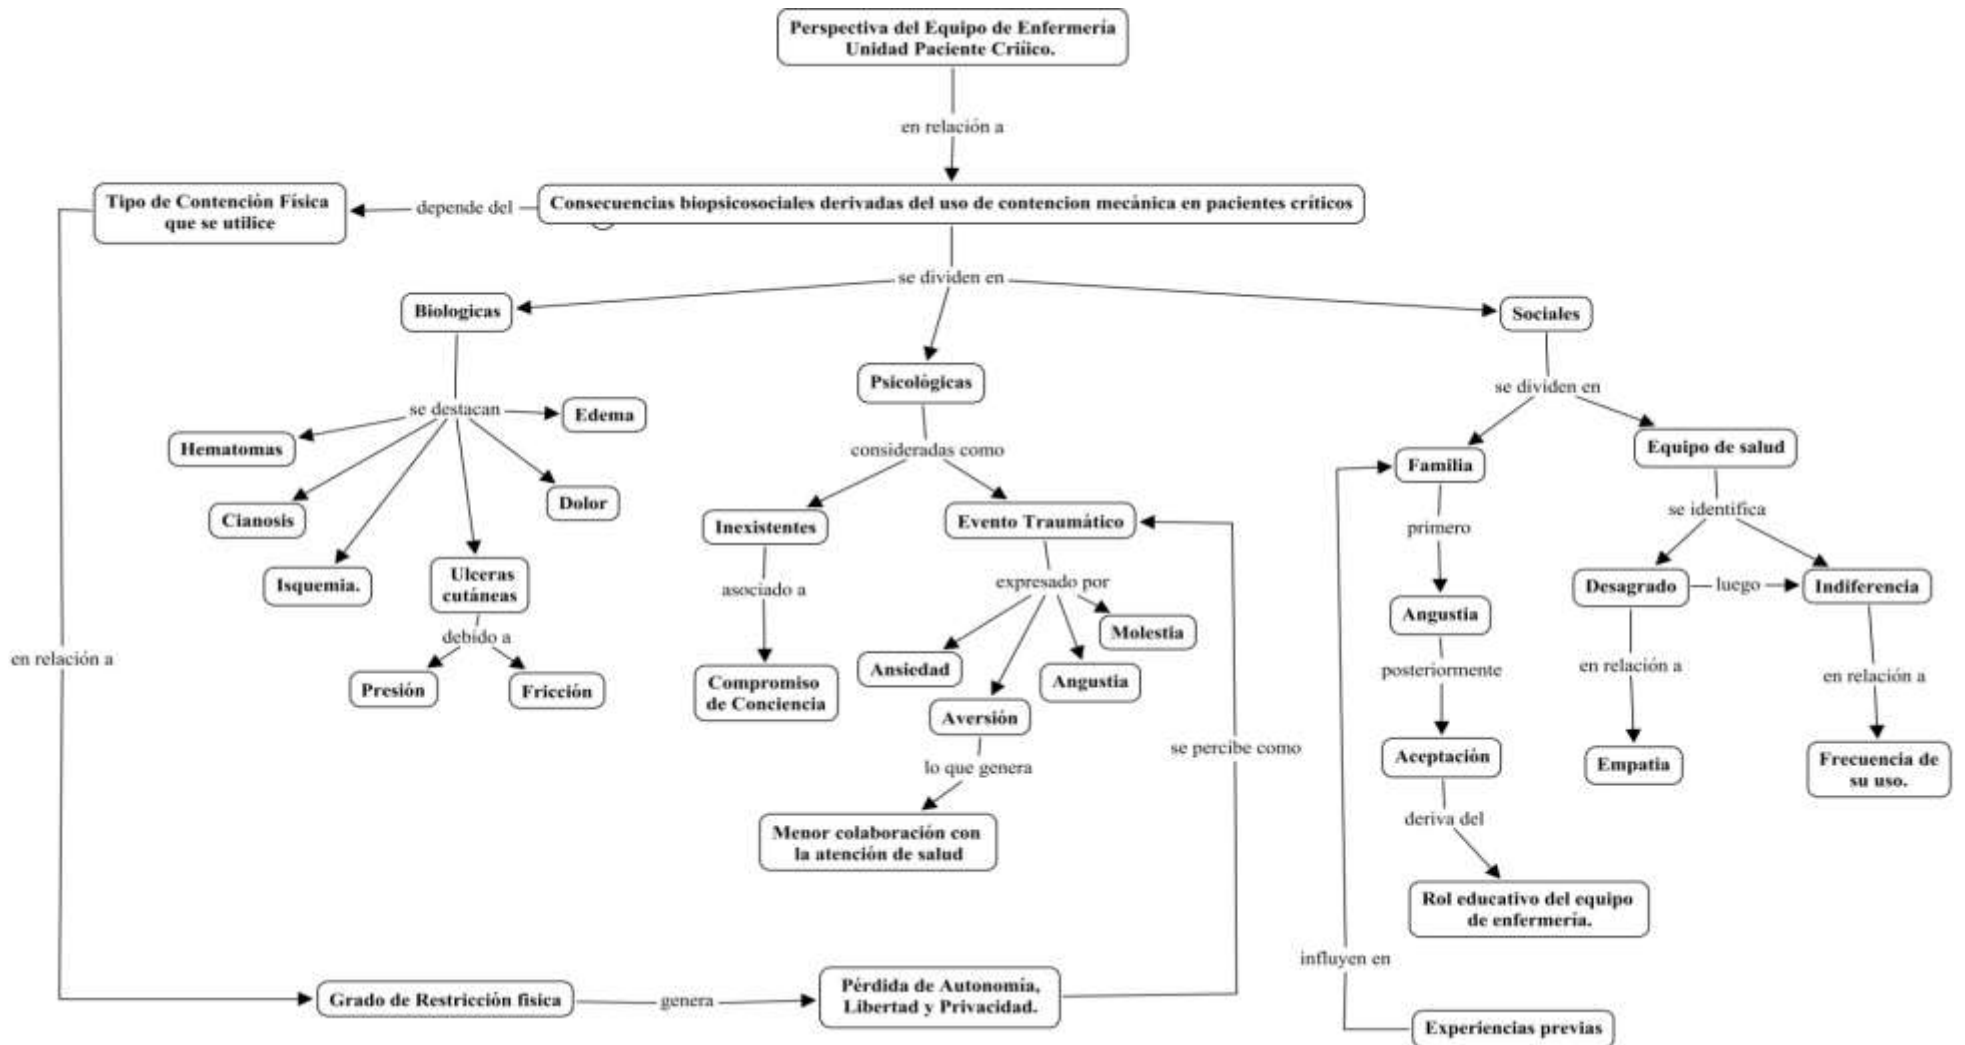 Perspectiva del Equipo de Enfermería
Unidad Paciente Criíico.
en relación a
Tipo de Contención Física
que se utilice
depende del
Consecuencias biopsicosociales derivadas del uso de contencion mecánica en pacientes críticos
se dividen en
Biologicas
Psicológicas
Sociales
se destacan
Edema
Hematomas
Cianosis
Dolor
Isquemia.
Ulceras
cutáneas
debido a
Presión
Fricción
consideradas como
Inexistentes
Evento Traumático
asociado a
Compromiso
de Conciencia
expresado por
Molestia
Ansiedad
Angustia
Aversión
lo que genera
Menor colaboración con
la atención de salud
se dividen en
Familia
Equipo de salud
primero
Angustia
posteriormente
Aceptación
deriva del
Rol educativo del equipo
de enfermería.
se identifica
Desagrado
luego
Indiferencia
en relación a
en relación a
Empatia
Frecuencia de
su uso.
en relación a
se percibe como
influyen en
Grado de Restricción fisica
genera
Pérdida de Autonomía,
Libertad y Privacidad.
Experiencias previas